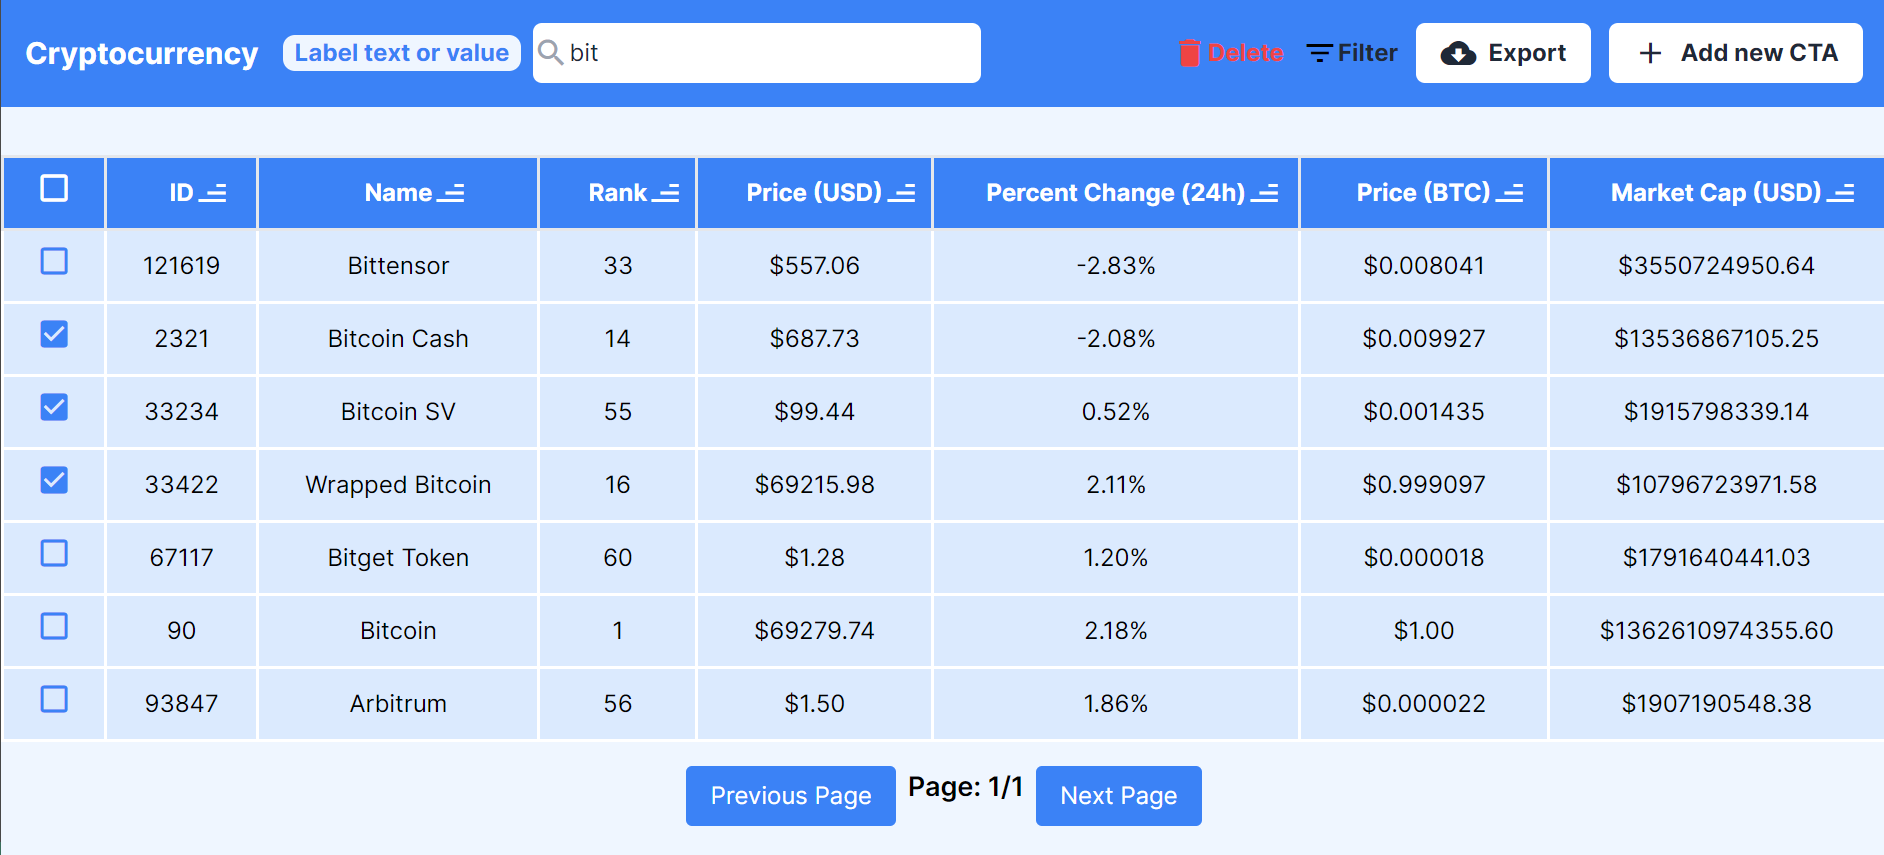 Cryptocurrency Label text or value bit Delete Filter Export Add new CTA
ID Name Rank Price (USD) Percent Change (24h) Price (BTC) Market Cap (USD)
121619 Bittensor 33 $557.06 -2.83% $0.008041 $3550724950.64
2321 Bitcoin Cash 14 $687.73 -2.08% $0.009927 $13536867105.25
33234 Bitcoin SV 55 $99.44 0.52% $0.001435 $1915798339.14
33422 Wrapped Bitcoin 16 $69215.98 2.11% $0.999097 $10796723971.58
67117 Bitget Token 60 $1.28 1.20% $0.000018 $1791640441.03
90 Bitcoin 1 $69279.74 2.18% $1.00 $1362610974355.60
93847 Arbitrum 56 $1.50 1.86% $0.000022 $1907190548.38
Previous Page Page: 1/1 Next Page